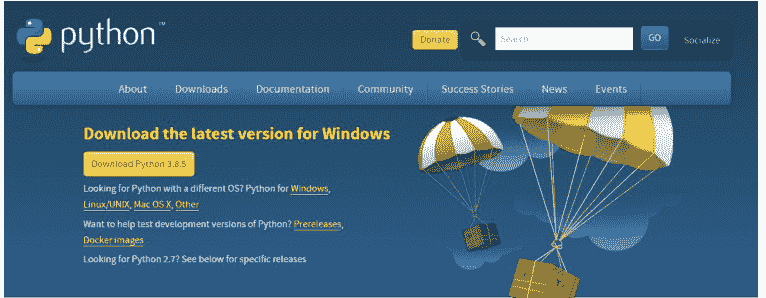 python™
Donate
Search
GO
Socialize
About Downloads Documentation Community Success Stories News Events
Download the latest version for Windows
Download Python 3.8.5
Looking for Python with a different OS? Python for Windows,
Linux/UNIX, Mac OS X, Other
Want to help test development versions of Python? Prereleases,
Docker images
Looking for Python 2.7? See below for specific releases